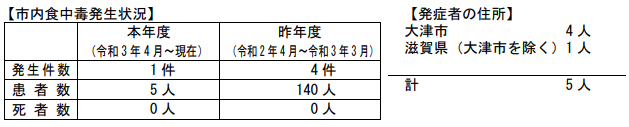 【市内食中毒発生状況】
本年度 昨年度
（令和３年４月～現在） （令和２年４月～令和３年３月）
発生件数 １件 ４件
患者数 ５人 140人
死者数 ０人 ０人
【発症者の住所】
大津市 ４人
滋賀県（大津市を除く）１人
計 ５人